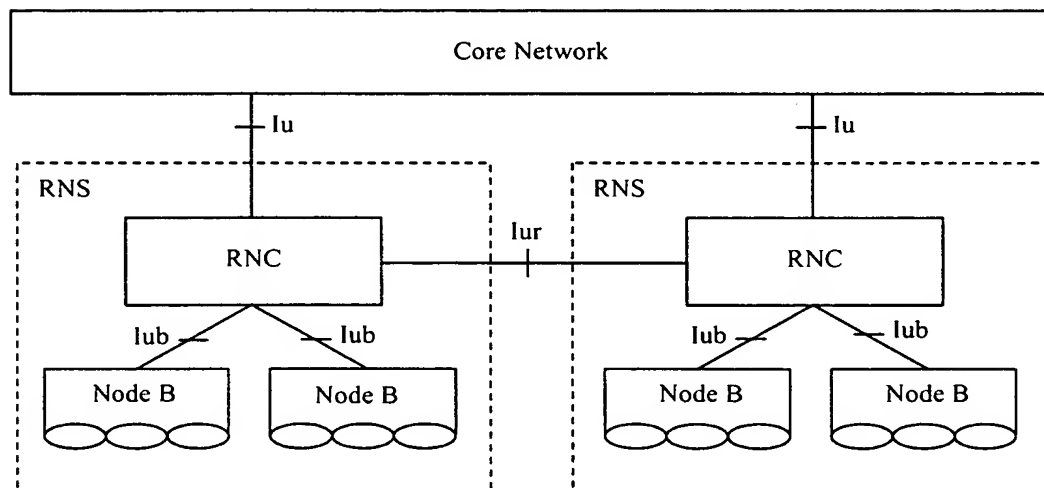 Core Network
Iu
Iu
RNS
RNS
RNC
Iur
RNC
Iub
Iub
Iub
Iub
Node B
Node B
Node B
Node B